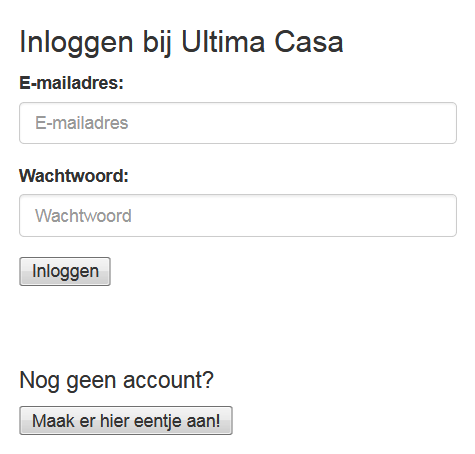 Inloggen bij Ultima Casa
E-mailadres:
E-mailadres
Wachtwoord:
Wachtwoord
Inloggen
Nog geen account?
Maak er hier eentje aan!